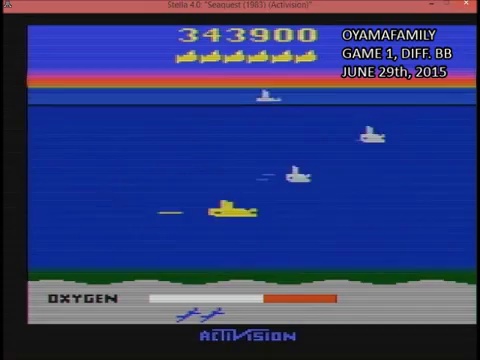 Stella 4.0: "Seaquest (1983) (Activision)"
343900
OYAMAFAMILY
GAME 1, DIFF. BB
JUNE 29th, 2015
OXYGEN
ACTIVISION